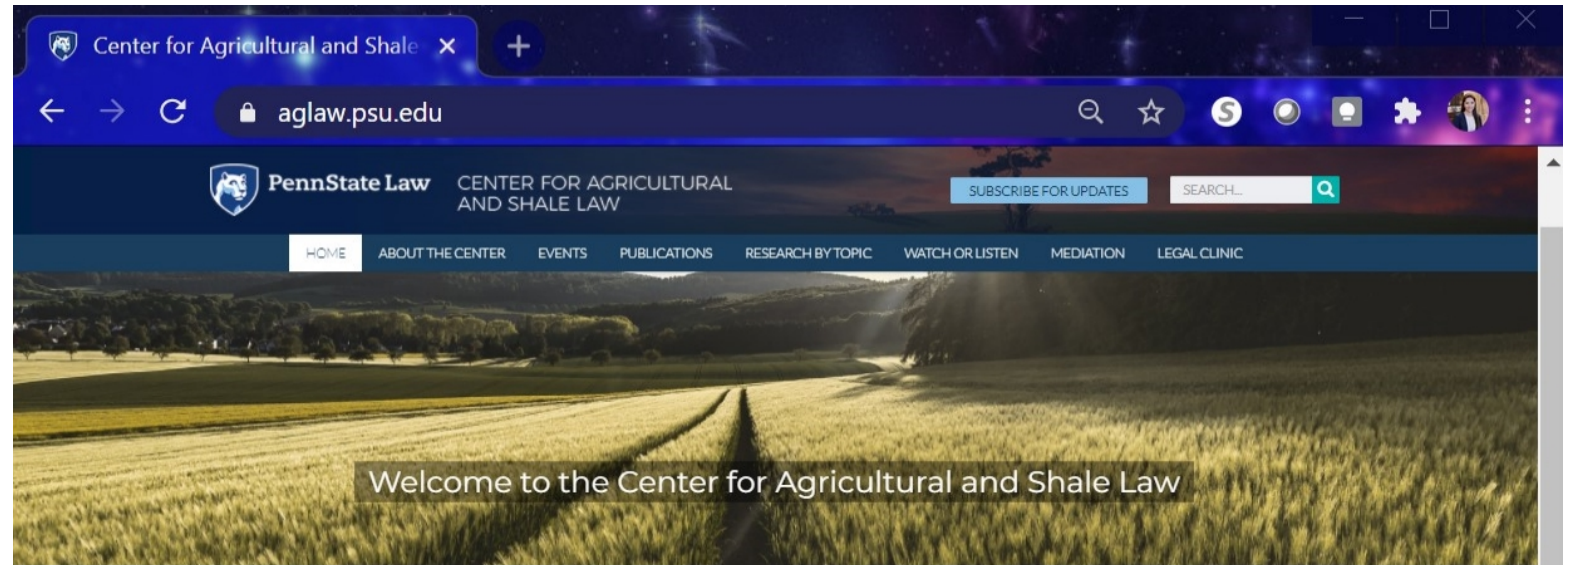 Center for Agricultural and Shale
aglaw.psu.edu
S
PennState Law
CENTER FOR AGRICULTURAL
AND SHALE LAW
SUBSCRIBE FOR UPDATES
SEARCH...
HOME ABOUT THE CENTER EVENTS PUBLICATIONS RESEARCH BY TOPIC WATCH OR LISTEN MEDIATION LEGAL CLINIC
Welcome to the Center for Agricultural and Shale Law